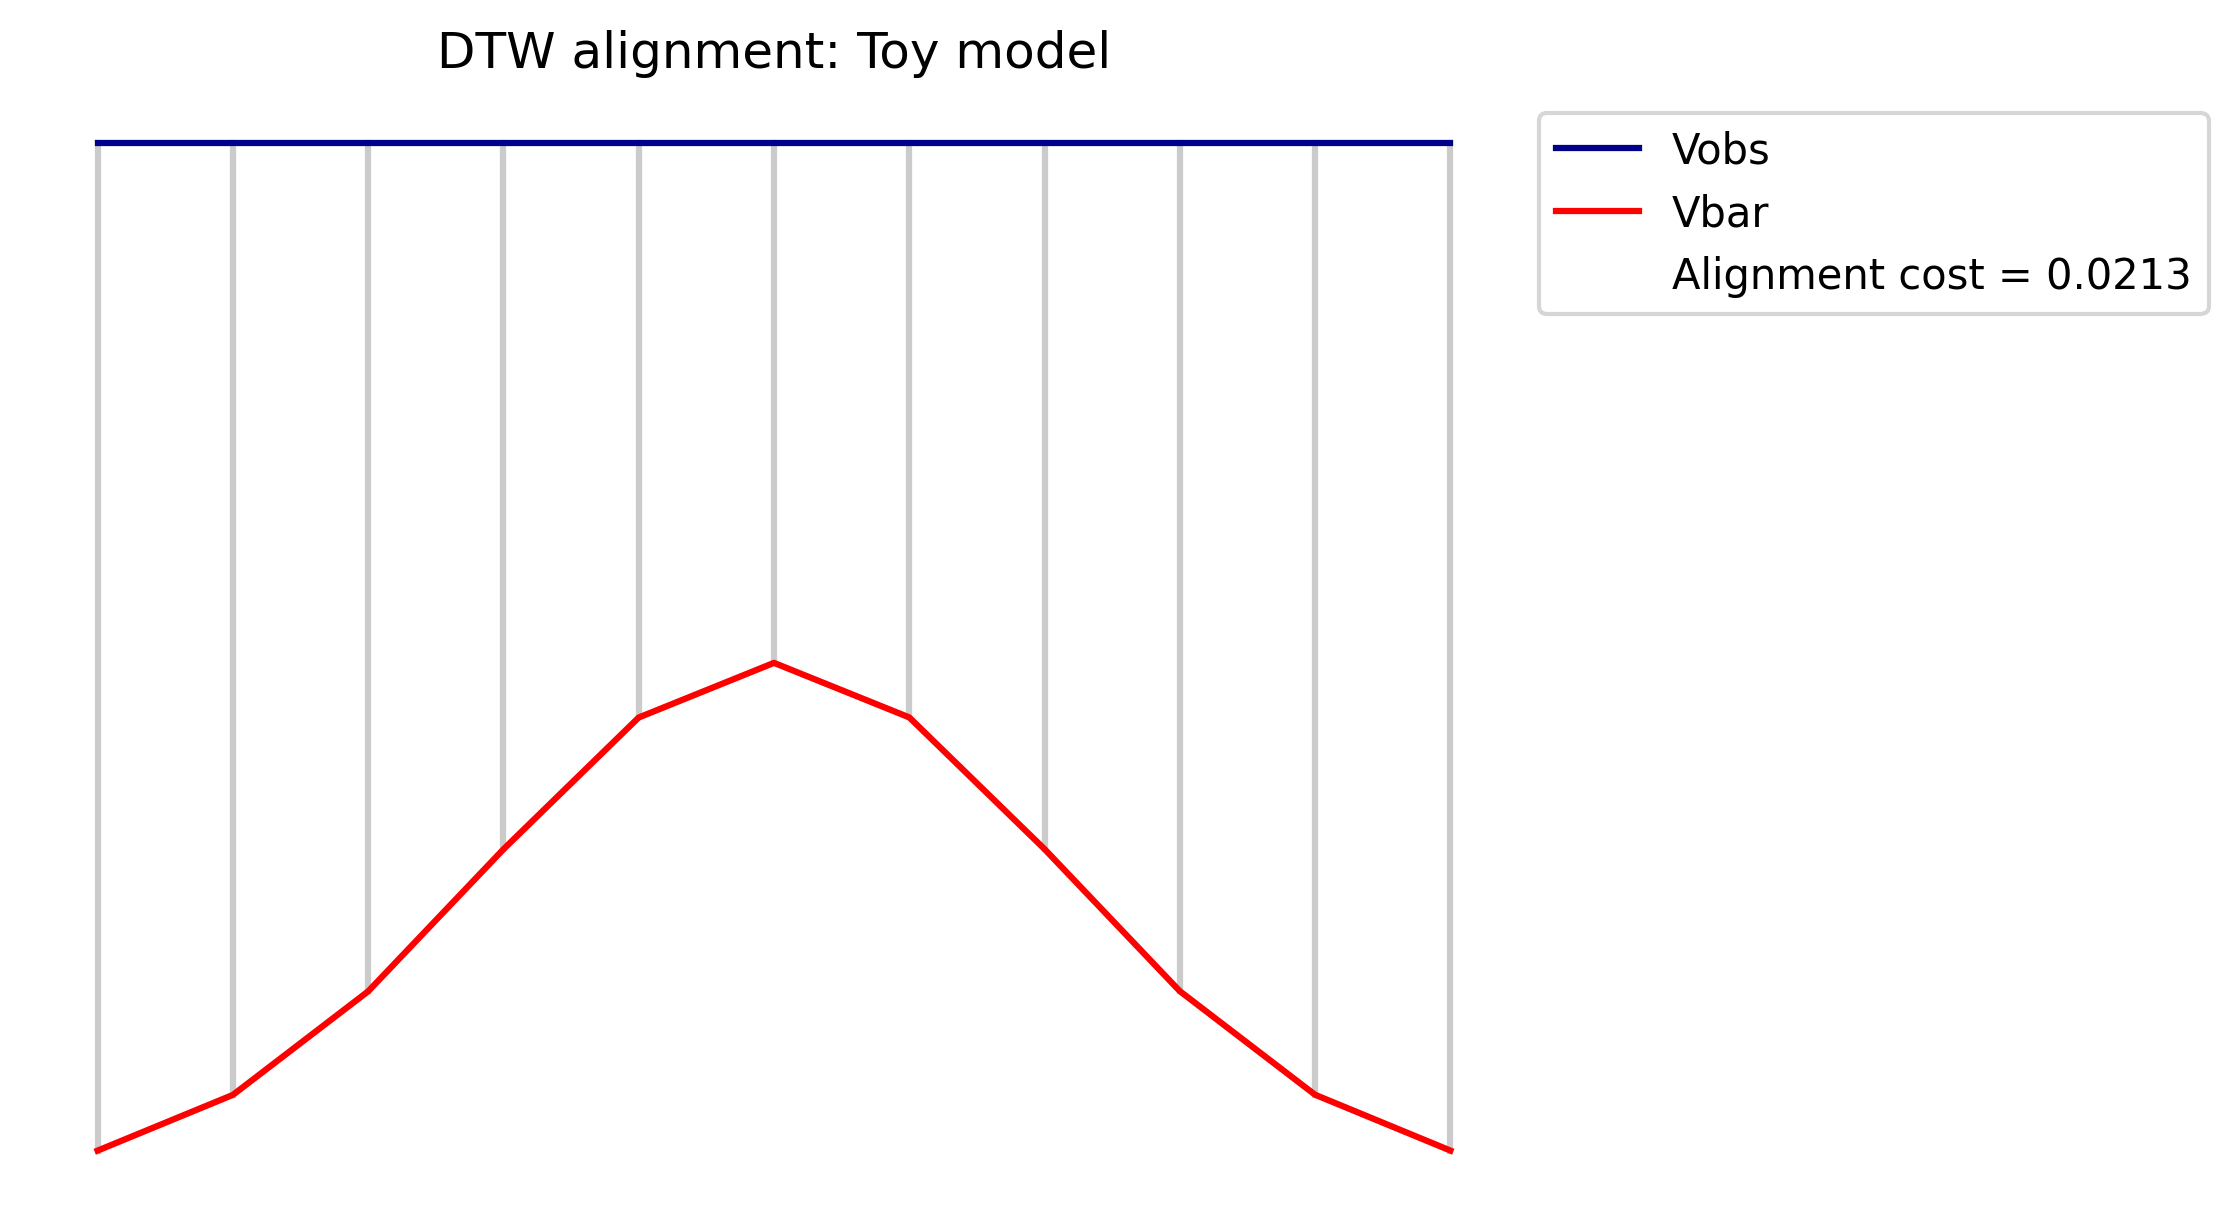 DTW alignment: Toy model
Vobs
Vbar
Alignment cost = 0.0213